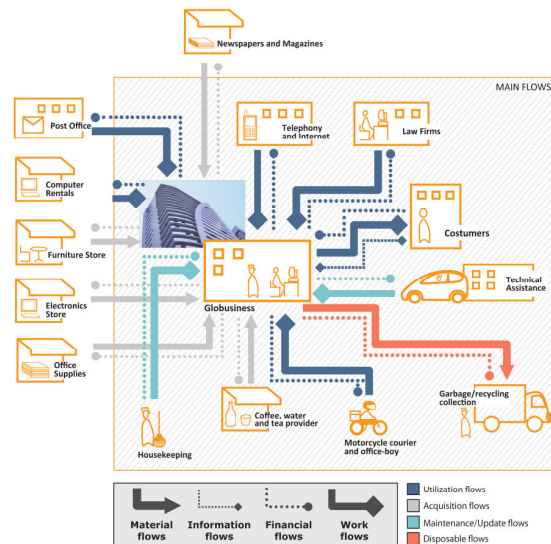 Newspapers and Magazines
MAIN FLOWS
Post Office
Telephony
and Internet
Law Firms
Computer
Rentals
Costumers
Furniture Store
Technical
Assistance
Electronics
Store
Globusiness
Office
Supplies
Coffee, water
and tea provider
Garbage/recycling
collection
Housekeeping
Motorcycle courier
and office-boy
Material
flows
Information
flows
Financial
flows
Work
flows
Utilization flows
Acquisition flows
Maintenance/Update flows
Disposable flows